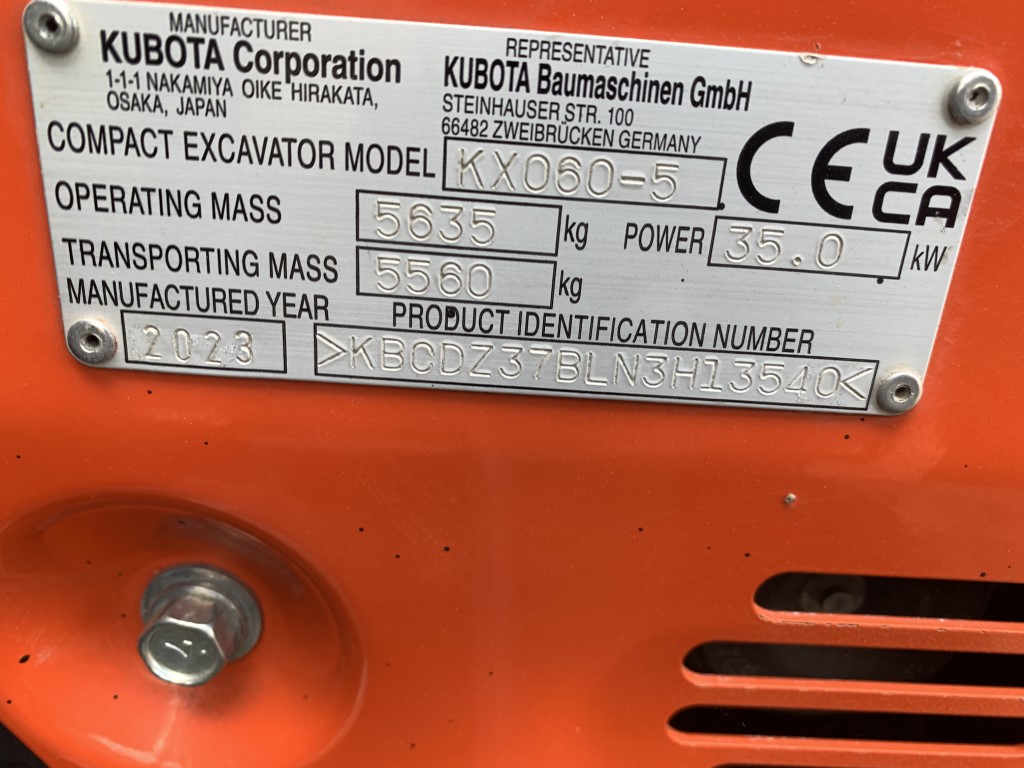 MANUFACTURER
KUBOTA Corporation
1-1-1 NAKAMIYA OIKE HIRAKATA,
OSAKA, JAPAN
REPRESENTATIVE
KUBOTA Baumaschinen GmbH
STEINHAUSER STR. 100
66482 ZWEIBRÜCKEN GERMANY
COMPACT EXCAVATOR MODEL KX060-5
CE UK
CA
OPERATING MASS 5635 kg POWER 35.0 kW
TRANSPORTING MASS 5560 kg
MANUFACTURED YEAR PRODUCT IDENTIFICATION NUMBER
2023 >KBCDZ37BLN3H13540<